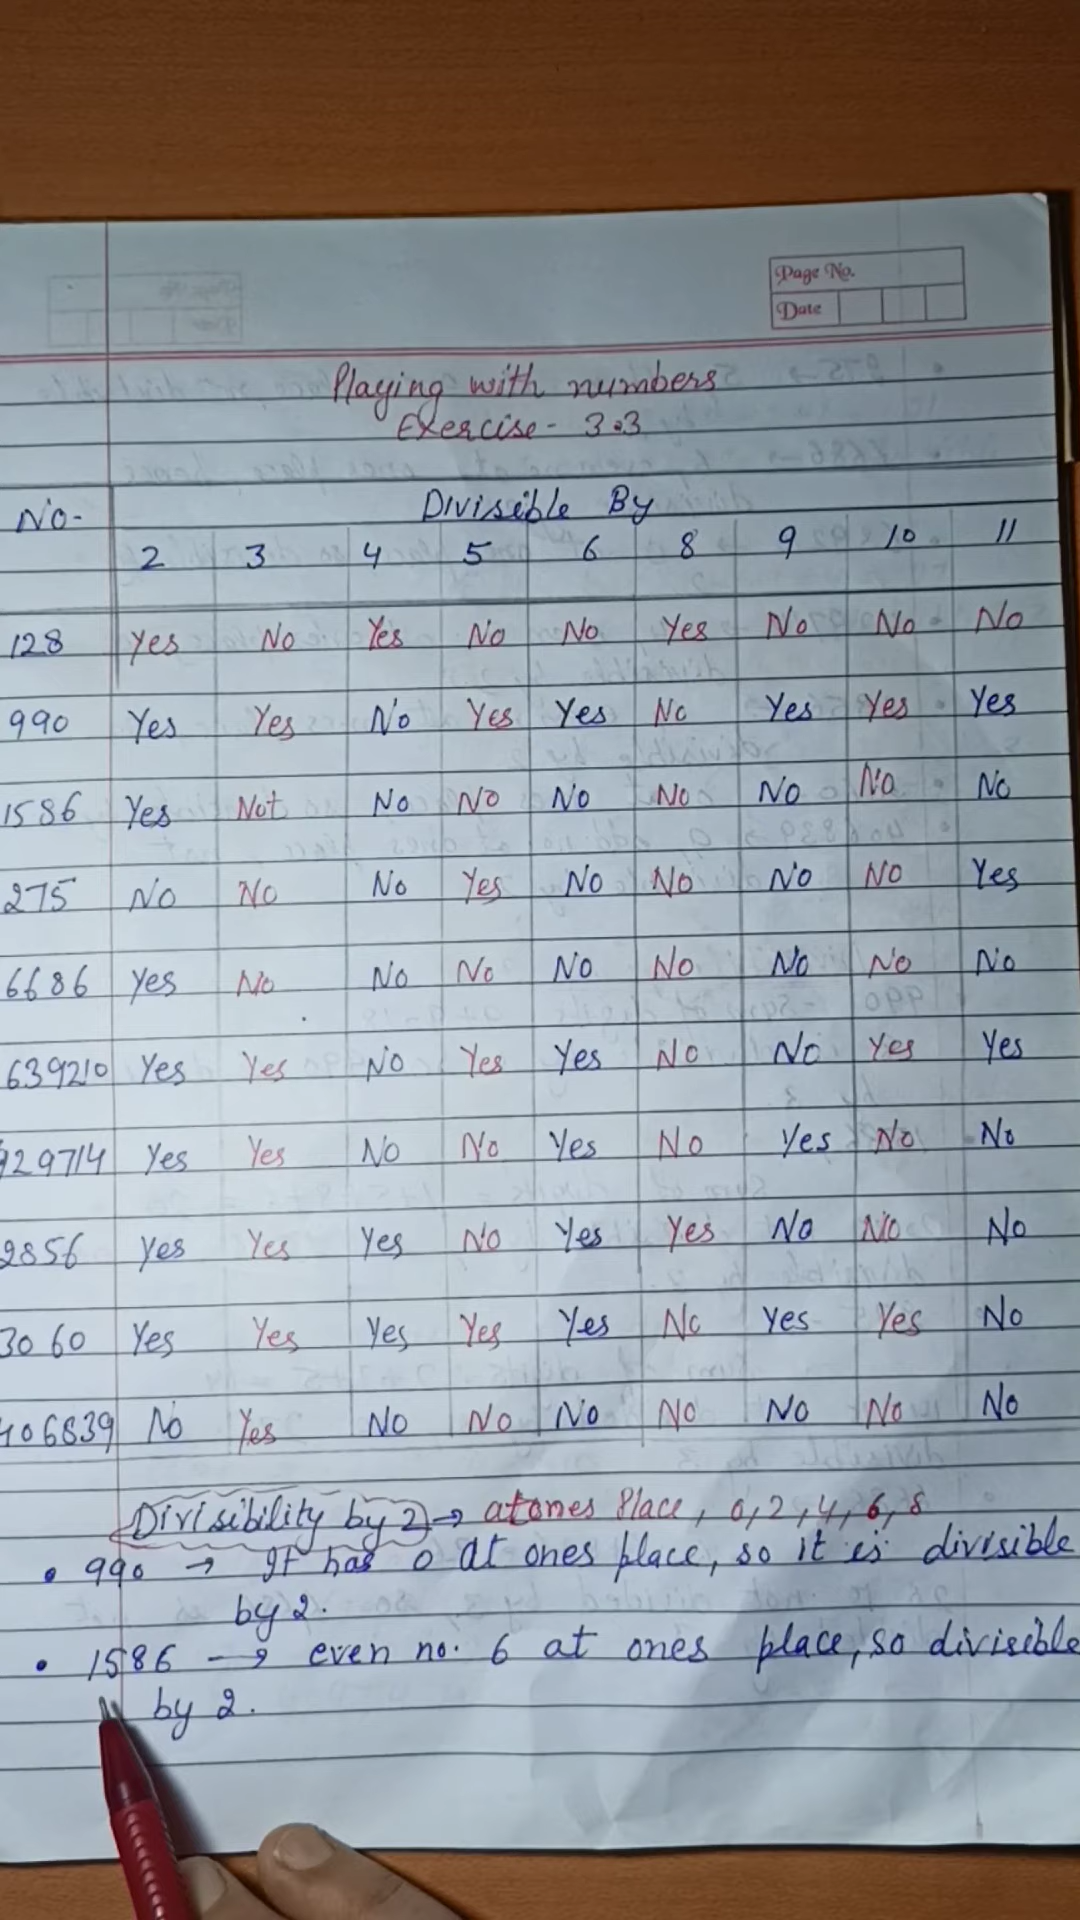 Page No.
Date
Playing with numbers
Exercise - 3.3
No. Divisible By
2 3 4 5 6 8 9 10 11
128 Yes No Yes No No Yes No No No
990 Yes Yes No Yes Yes No Yes Yes Yes
1586 Yes Not No No No No No No No
275 No No No Yes No No No No Yes
6686 Yes No No No No No No No No
639210 Yes Yes No Yes Yes No No Yes Yes
429714 Yes Yes No No Yes No Yes No No
2856 Yes Yes Yes No Yes Yes No No No
3060 Yes Yes Yes Yes Yes No Yes Yes No
406839 No Yes No No No No No No No
Divisibility by 2 → at ones Place, 0, 2, 4, 6, 8
• 990 → It has 0 at ones place, so it is divisible
by 2.
• 1586 → even no. 6 at ones place, so divisible
by 2.